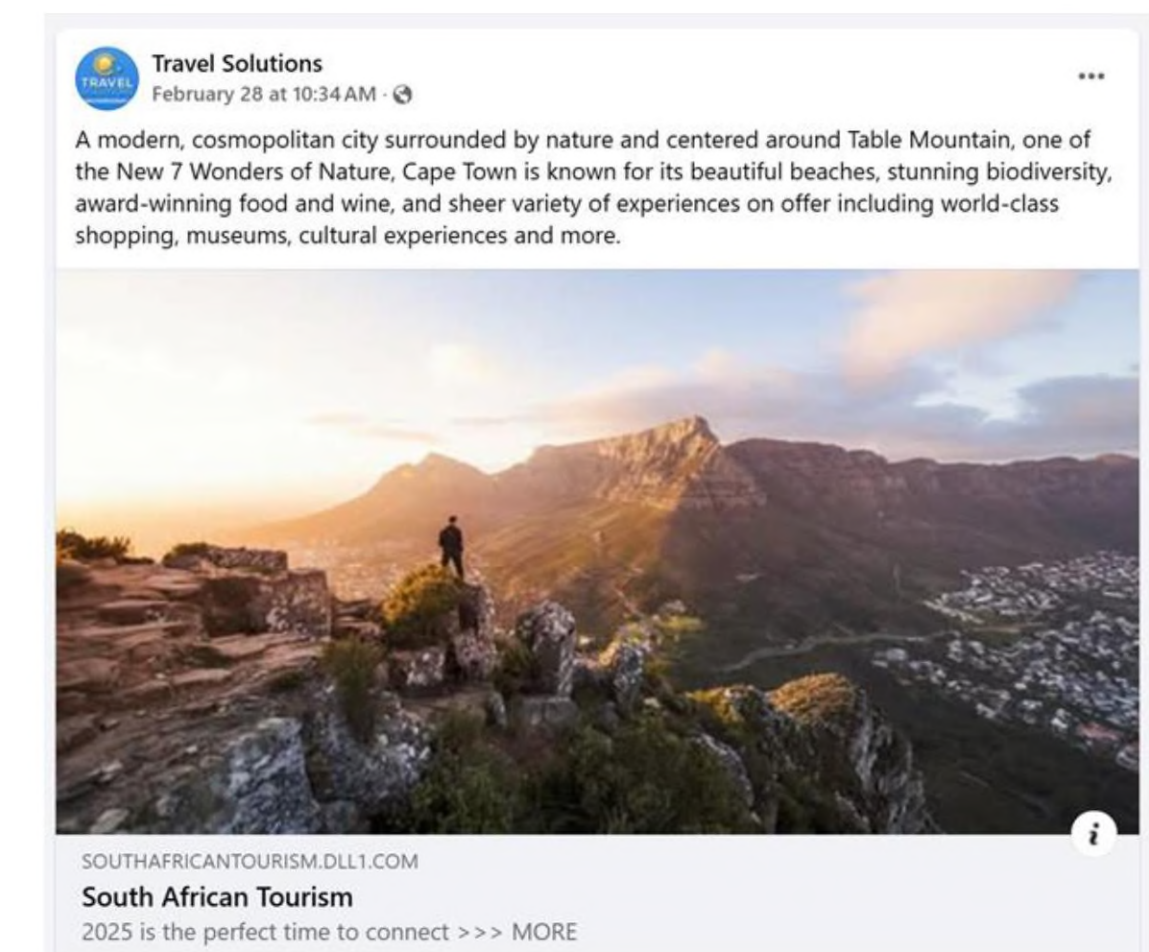 TRAVEL
Travel Solutions
February 28 at 10:34 AM ·
A modern, cosmopolitan city surrounded by nature and centered around Table Mountain, one of
the New 7 Wonders of Nature, Cape Town is known for its beautiful beaches, stunning biodiversity,
award-winning food and wine, and sheer variety of experiences on offer including world-class
shopping, museums, cultural experiences and more.
i
SOUTHAFRICANTOURISM.DLL1.COM
South African Tourism
2025 is the perfect time to connect >>> MORE